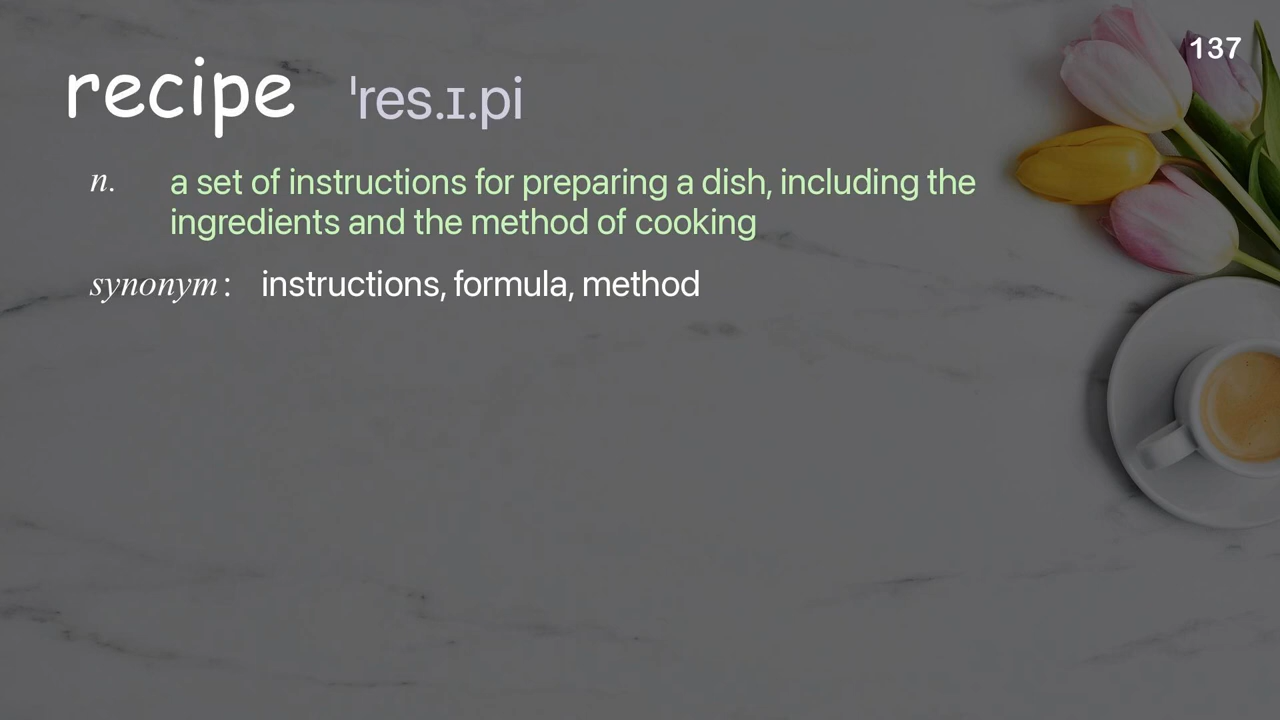 137
recipe ˈres.ɪ.pi
n. a set of instructions for preparing a dish, including the
ingredients and the method of cooking
synonym: instructions, formula, method